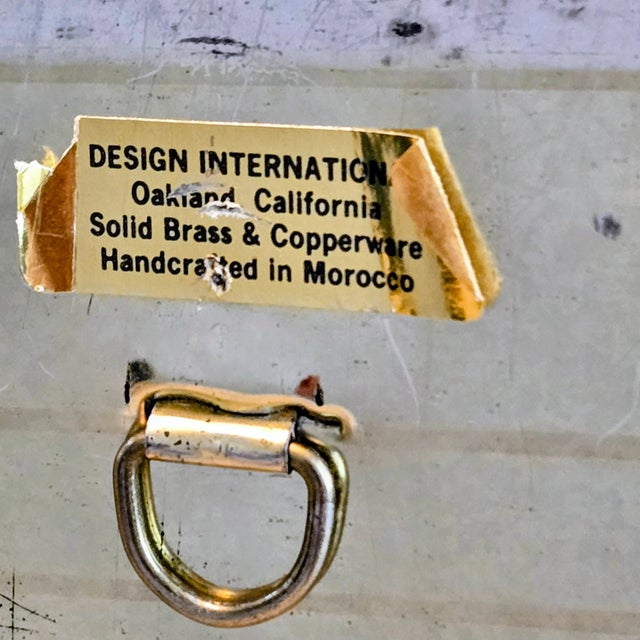 DESIGN INTERNATION
Oakland, California
Solid Brass & Copperware
Handcrafted in Morocco